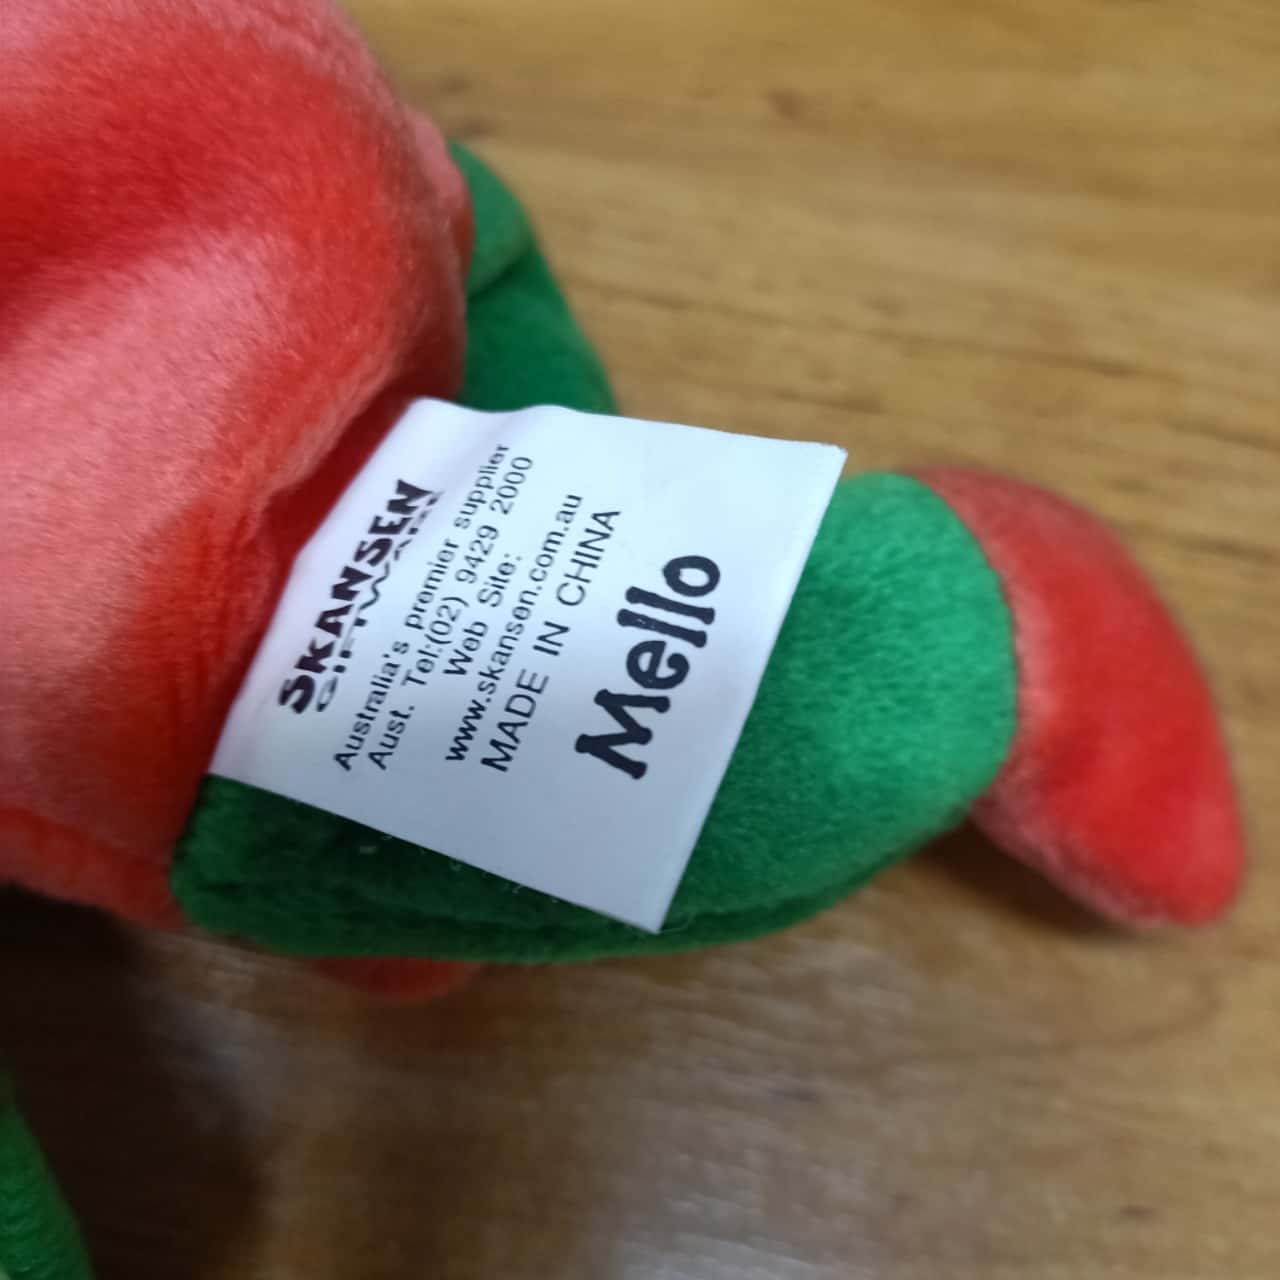 SKANSEN
GIFTWARE
Australia's premier supplier
Aust. Tel:(02) 9429 2000
Web Site:
www.skansen.com.au
MADE IN CHINA
Mello